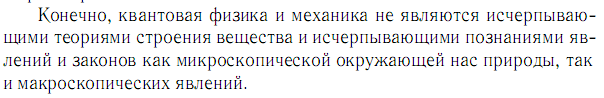 Конечно, квантовая физика и механика не являются исчерпываю-
щими теориями строения вещества и исчерпывающими познаниями яв-
лений и законов как микроскопической окружающей нас природы, так
и макроскопических явлений.